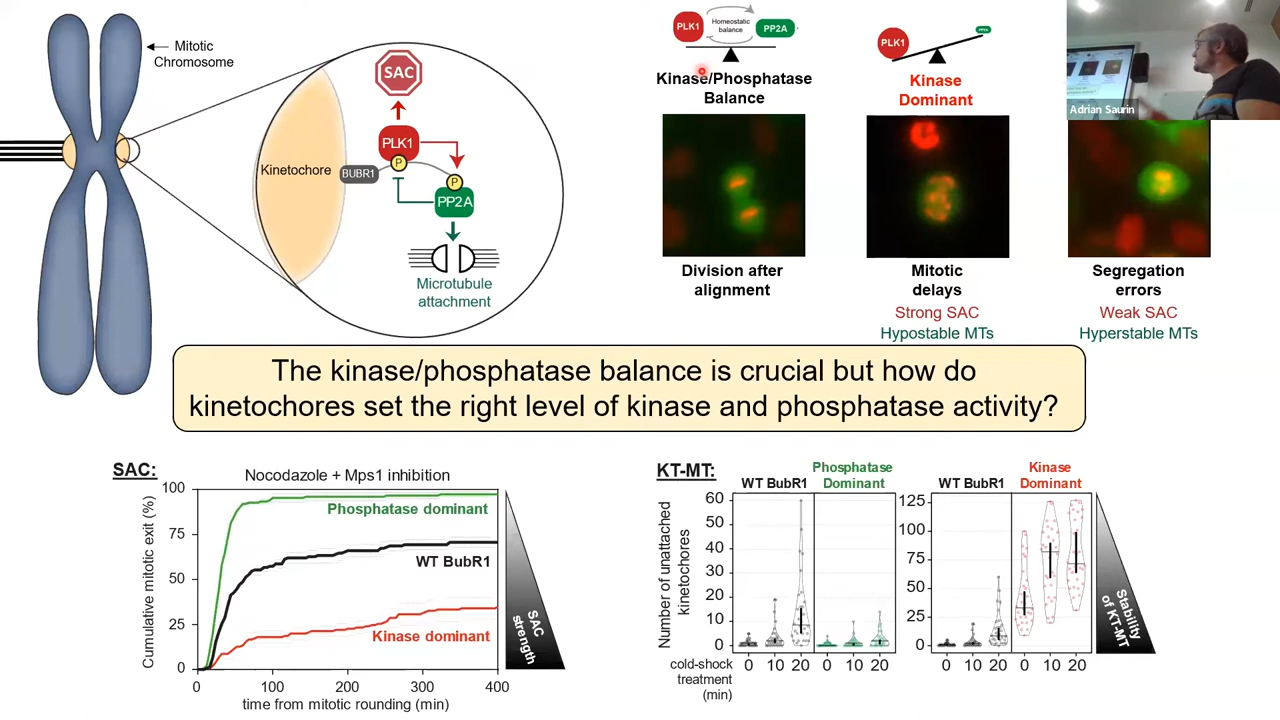 Mitotic
Chromosome
SAC
PLK1
P
Kinetochore
BUBR1
P
PP2A
Microtubule
attachment
PLK1
Homeostatic
balance
PP2A
Kinase/Phosphatase
Balance
PLK1
Kinase
Dominant
Adrian Saurin
Division after
alignment
Mitotic
delays
Strong SAC
Hypostable MTs
Segregation
errors
Weak SAC
Hyperstable MTs
The kinase/phosphatase balance is crucial but how do
kinetochores set the right level of kinase and phosphatase activity?
SAC:
Nocodazole + Mps1 inhibition
Cumulative mitotic exit (%)
100
75
50
25
0
Phosphatase dominant
WT BubR1
Kinase dominant
0 100 200 300 400
time from mitotic rounding (min)
SAC
strength
KT-MT:
WT BubR1
Phosphatase
Dominant
WT BubR1
Kinase
Dominant
Number of unattached
kinetochores
60
50
40
30
20
10
0
125
100
75
50
25
0
cold-shock
treatment
(min)
0 10 20 0 10 20
0 10 20 0 10 20
Stability
of KT-MT